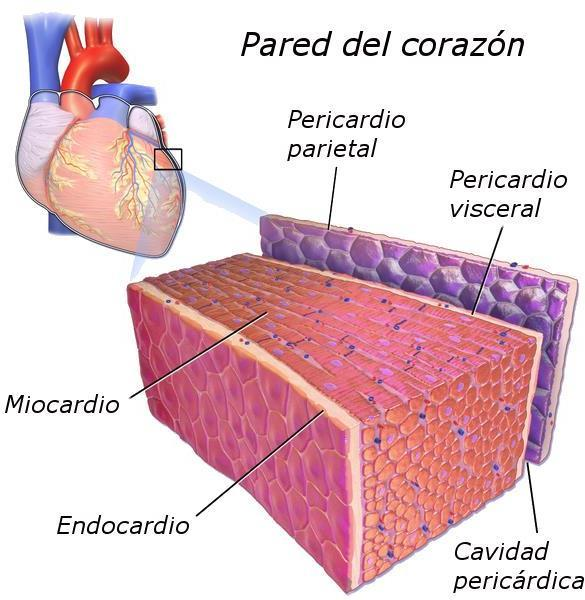 Pared del corazón
Pericardio
parietal
Pericardio
visceral
Miocardio
Endocardio
Cavidad
pericárdica